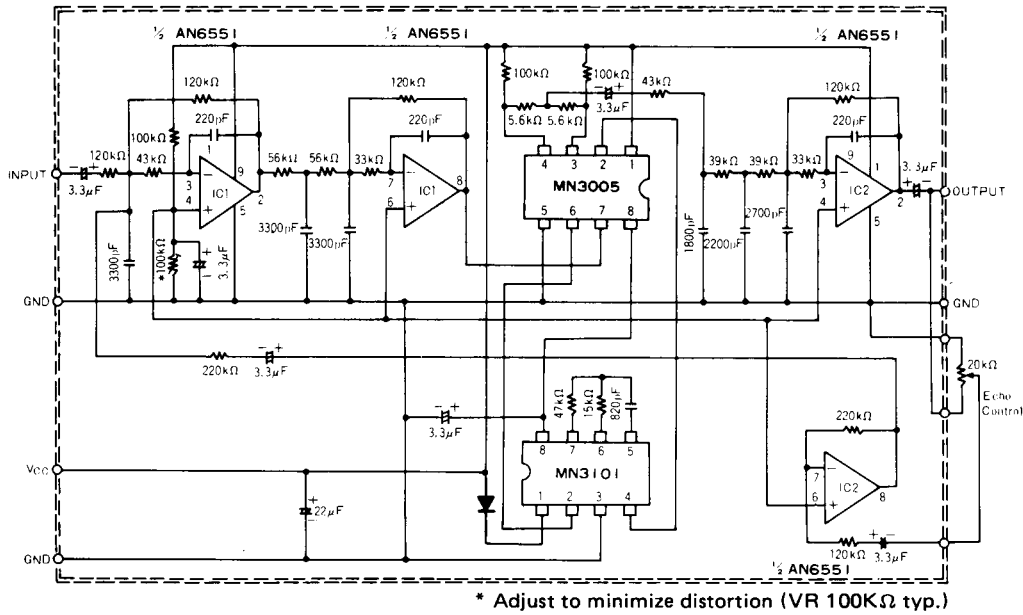 ½ AN6551
½ AN6551
½ AN6551
120kΩ
120kΩ
100kΩ
100kΩ
43kΩ
120kΩ
220pF
220pF
3.3μF
220pF
100kΩ
5.6kΩ
5.6kΩ
1
9
4 3 2 1
9
1
INPUT
120kΩ
43kΩ
3
−
IC1
2
56kΩ
56kΩ
33kΩ
7
−
IC1
8
MN3005
39kΩ
39kΩ
33kΩ
3
−
IC2
2
3.3μF
OUTPUT
3.3μF
4
+
5
6
+
5 6 7 8
4
+
5
3300pF
*100kΩ
3.3μF
3300pF
3300pF
1800pF
2200pF
2700pF
GND
GND
220kΩ
3.3μF
20kΩ
Echo
Control
47kΩ
15kΩ
820pF
3.3μF
220kΩ
8 7 6 5
MN3101
Vcc
7
−
IC2
8
22μF
1 2 3 4
6
+
GND
120kΩ
3.3μF
½ AN6551
* Adjust to minimize distortion (VR 100KΩ typ.)